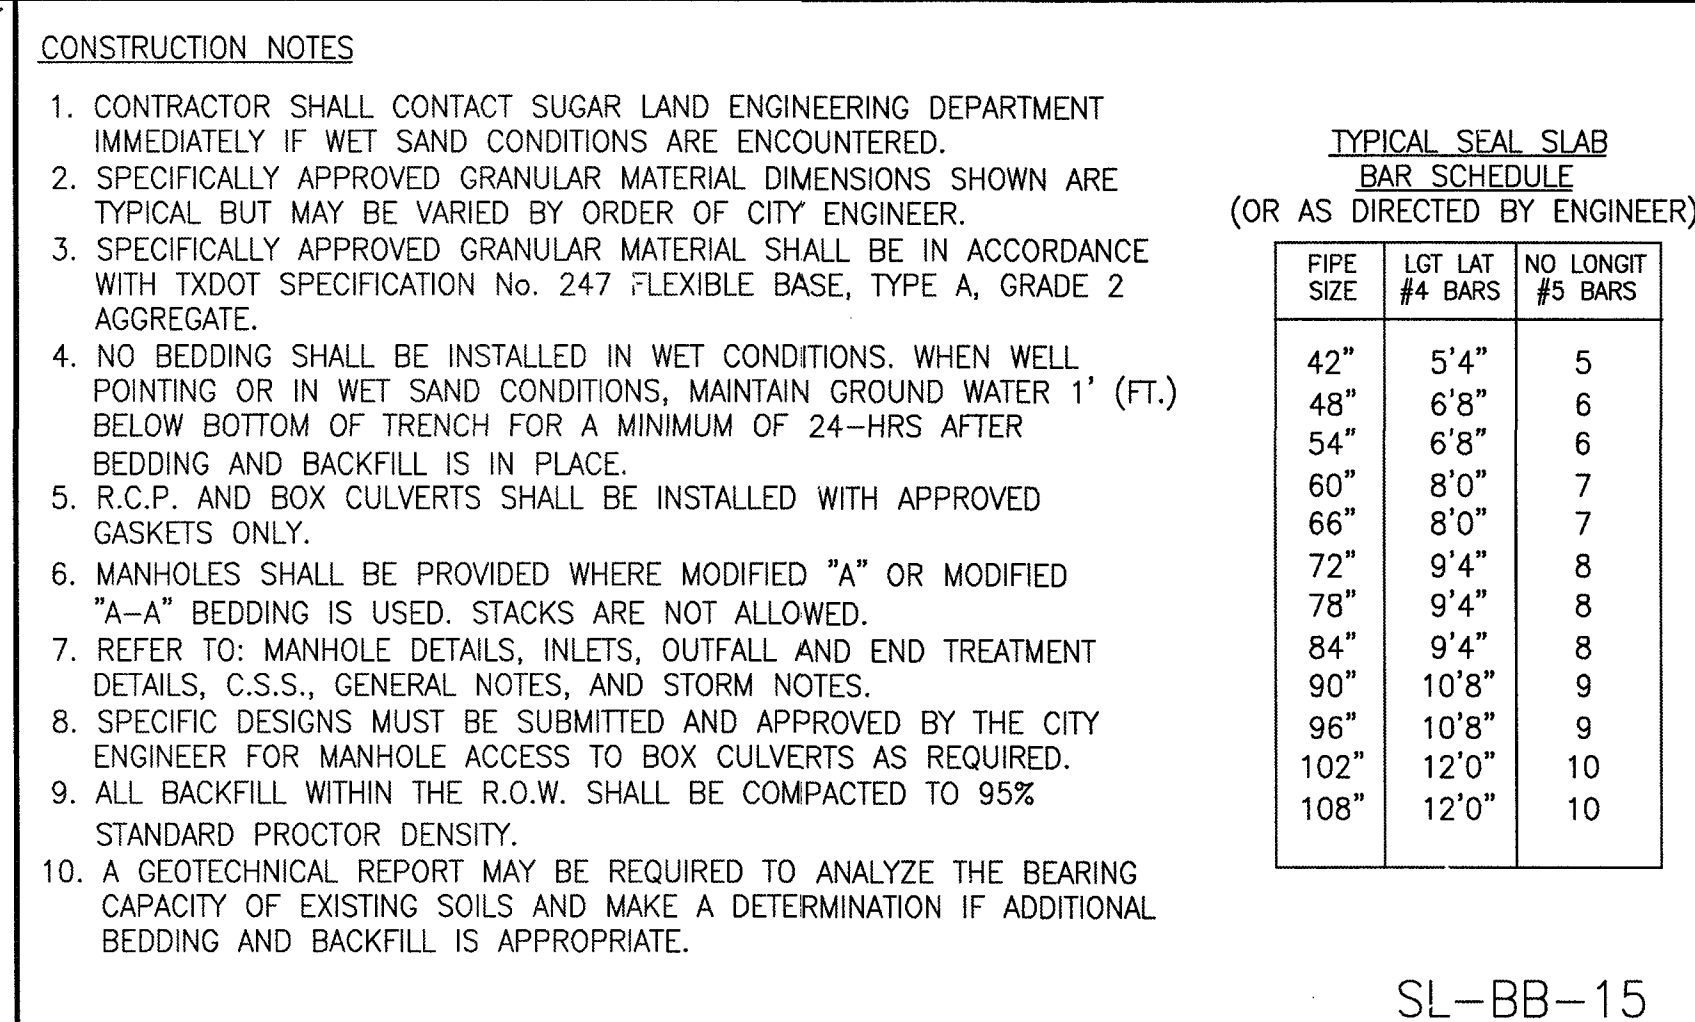 CONSTRUCTION NOTES
1. CONTRACTOR SHALL CONTACT SUGAR LAND ENGINEERING DEPARTMENT
IMMEDIATELY IF WET SAND CONDITIONS ARE ENCOUNTERED.
2. SPECIFICALLY APPROVED GRANULAR MATERIAL DIMENSIONS SHOWN ARE
TYPICAL BUT MAY BE VARIED BY ORDER OF CITY ENGINEER.
3. SPECIFICALLY APPROVED GRANULAR MATERIAL SHALL BE IN ACCORDANCE
WITH TXDOT SPECIFICATION No. 247 FLEXIBLE BASE, TYPE A, GRADE 2
AGGREGATE.
4. NO BEDDING SHALL BE INSTALLED IN WET CONDITIONS. WHEN WELL
POINTING OR IN WET SAND CONDITIONS, MAINTAIN GROUND WATER 1' (FT.)
BELOW BOTTOM OF TRENCH FOR A MINIMUM OF 24-HRS AFTER
BEDDING AND BACKFILL IS IN PLACE.
5. R.C.P. AND BOX CULVERTS SHALL BE INSTALLED WITH APPROVED
GASKETS ONLY.
6. MANHOLES SHALL BE PROVIDED WHERE MODIFIED "A" OR MODIFIED
"A-A" BEDDING IS USED. STACKS ARE NOT ALLOWED.
7. REFER TO: MANHOLE DETAILS, INLETS, OUTFALL AND END TREATMENT
DETAILS, C.S.S., GENERAL NOTES, AND STORM NOTES.
8. SPECIFIC DESIGNS MUST BE SUBMITTED AND APPROVED BY THE CITY
ENGINEER FOR MANHOLE ACCESS TO BOX CULVERTS AS REQUIRED.
9. ALL BACKFILL WITHIN THE R.O.W. SHALL BE COMPACTED TO 95%
STANDARD PROCTOR DENSITY.
10. A GEOTECHNICAL REPORT MAY BE REQUIRED TO ANALYZE THE BEARING
CAPACITY OF EXISTING SOILS AND MAKE A DETERMINATION IF ADDITIONAL
BEDDING AND BACKFILL IS APPROPRIATE.
TYPICAL SEAL SLAB
BAR SCHEDULE
(OR AS DIRECTED BY ENGINEER)
PIPE LGT LAT NO LONGIT
SIZE #4 BARS #5 BARS
42" 5'4" 5
48" 6'8" 6
54" 6'8" 6
60" 8'0" 7
66" 8'0" 7
72" 9'4" 8
78" 9'4" 8
84" 9'4" 8
90" 10'8" 9
96" 10'8" 9
102" 12'0" 10
108" 12'0" 10
SL-BB-15